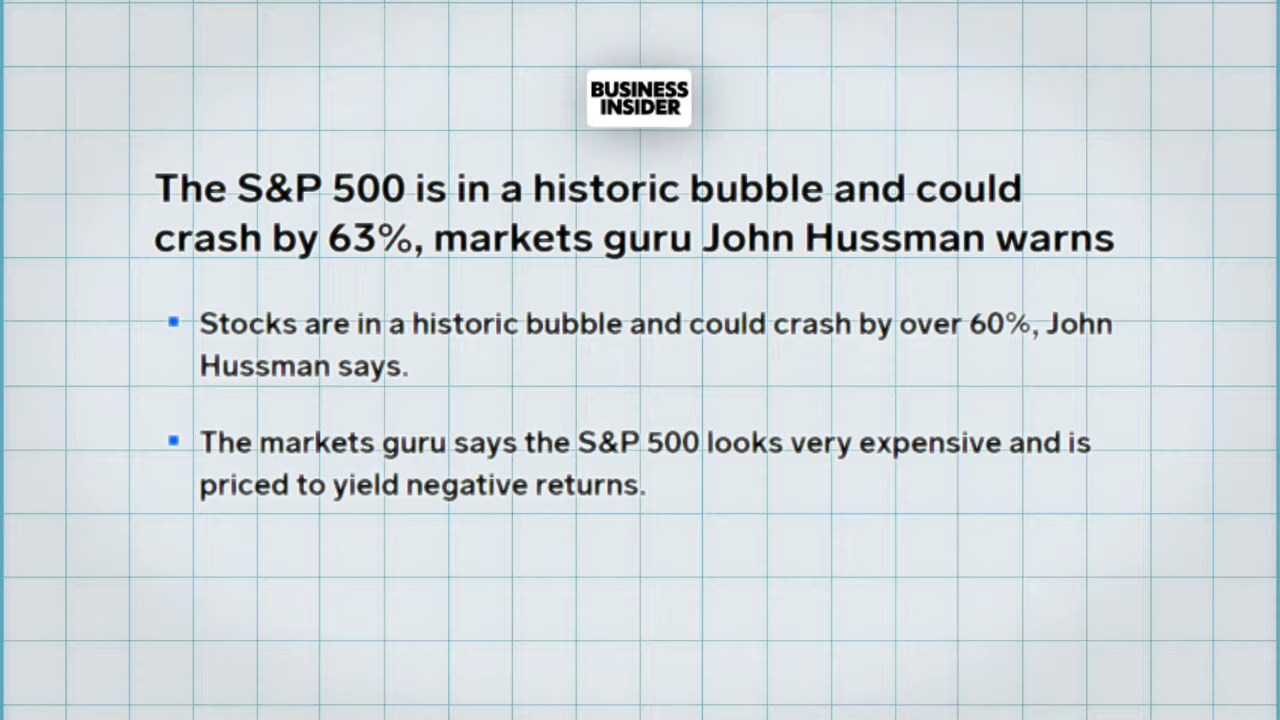 BUSINESS
INSIDER
The S&P 500 is in a historic bubble and could
crash by 63%, markets guru John Hussman warns
Stocks are in a historic bubble and could crash by over 60%, John
Hussman says.
The markets guru says the S&P 500 looks very expensive and is
priced to yield negative returns.